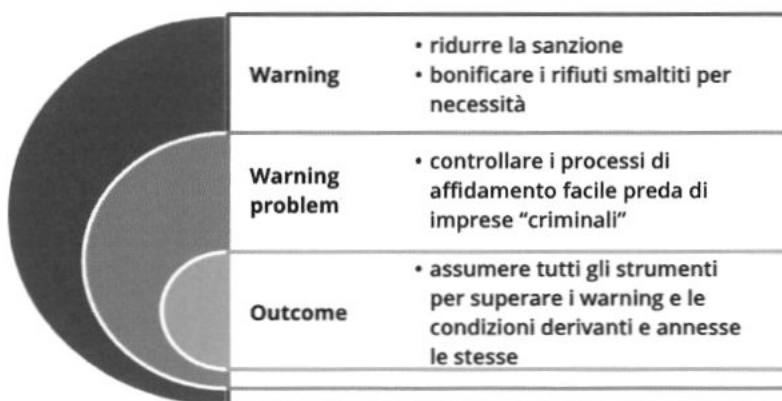 Warning
• ridurre la sanzione
• bonificare i rifiuti smaltiti per
necessità
Warning
problem
• controllare i processi di
affidamento facile preda di
imprese “criminali”
Outcome
• assumere tutti gli strumenti
per superare i warning e le
condizioni derivanti e annesse
le stesse